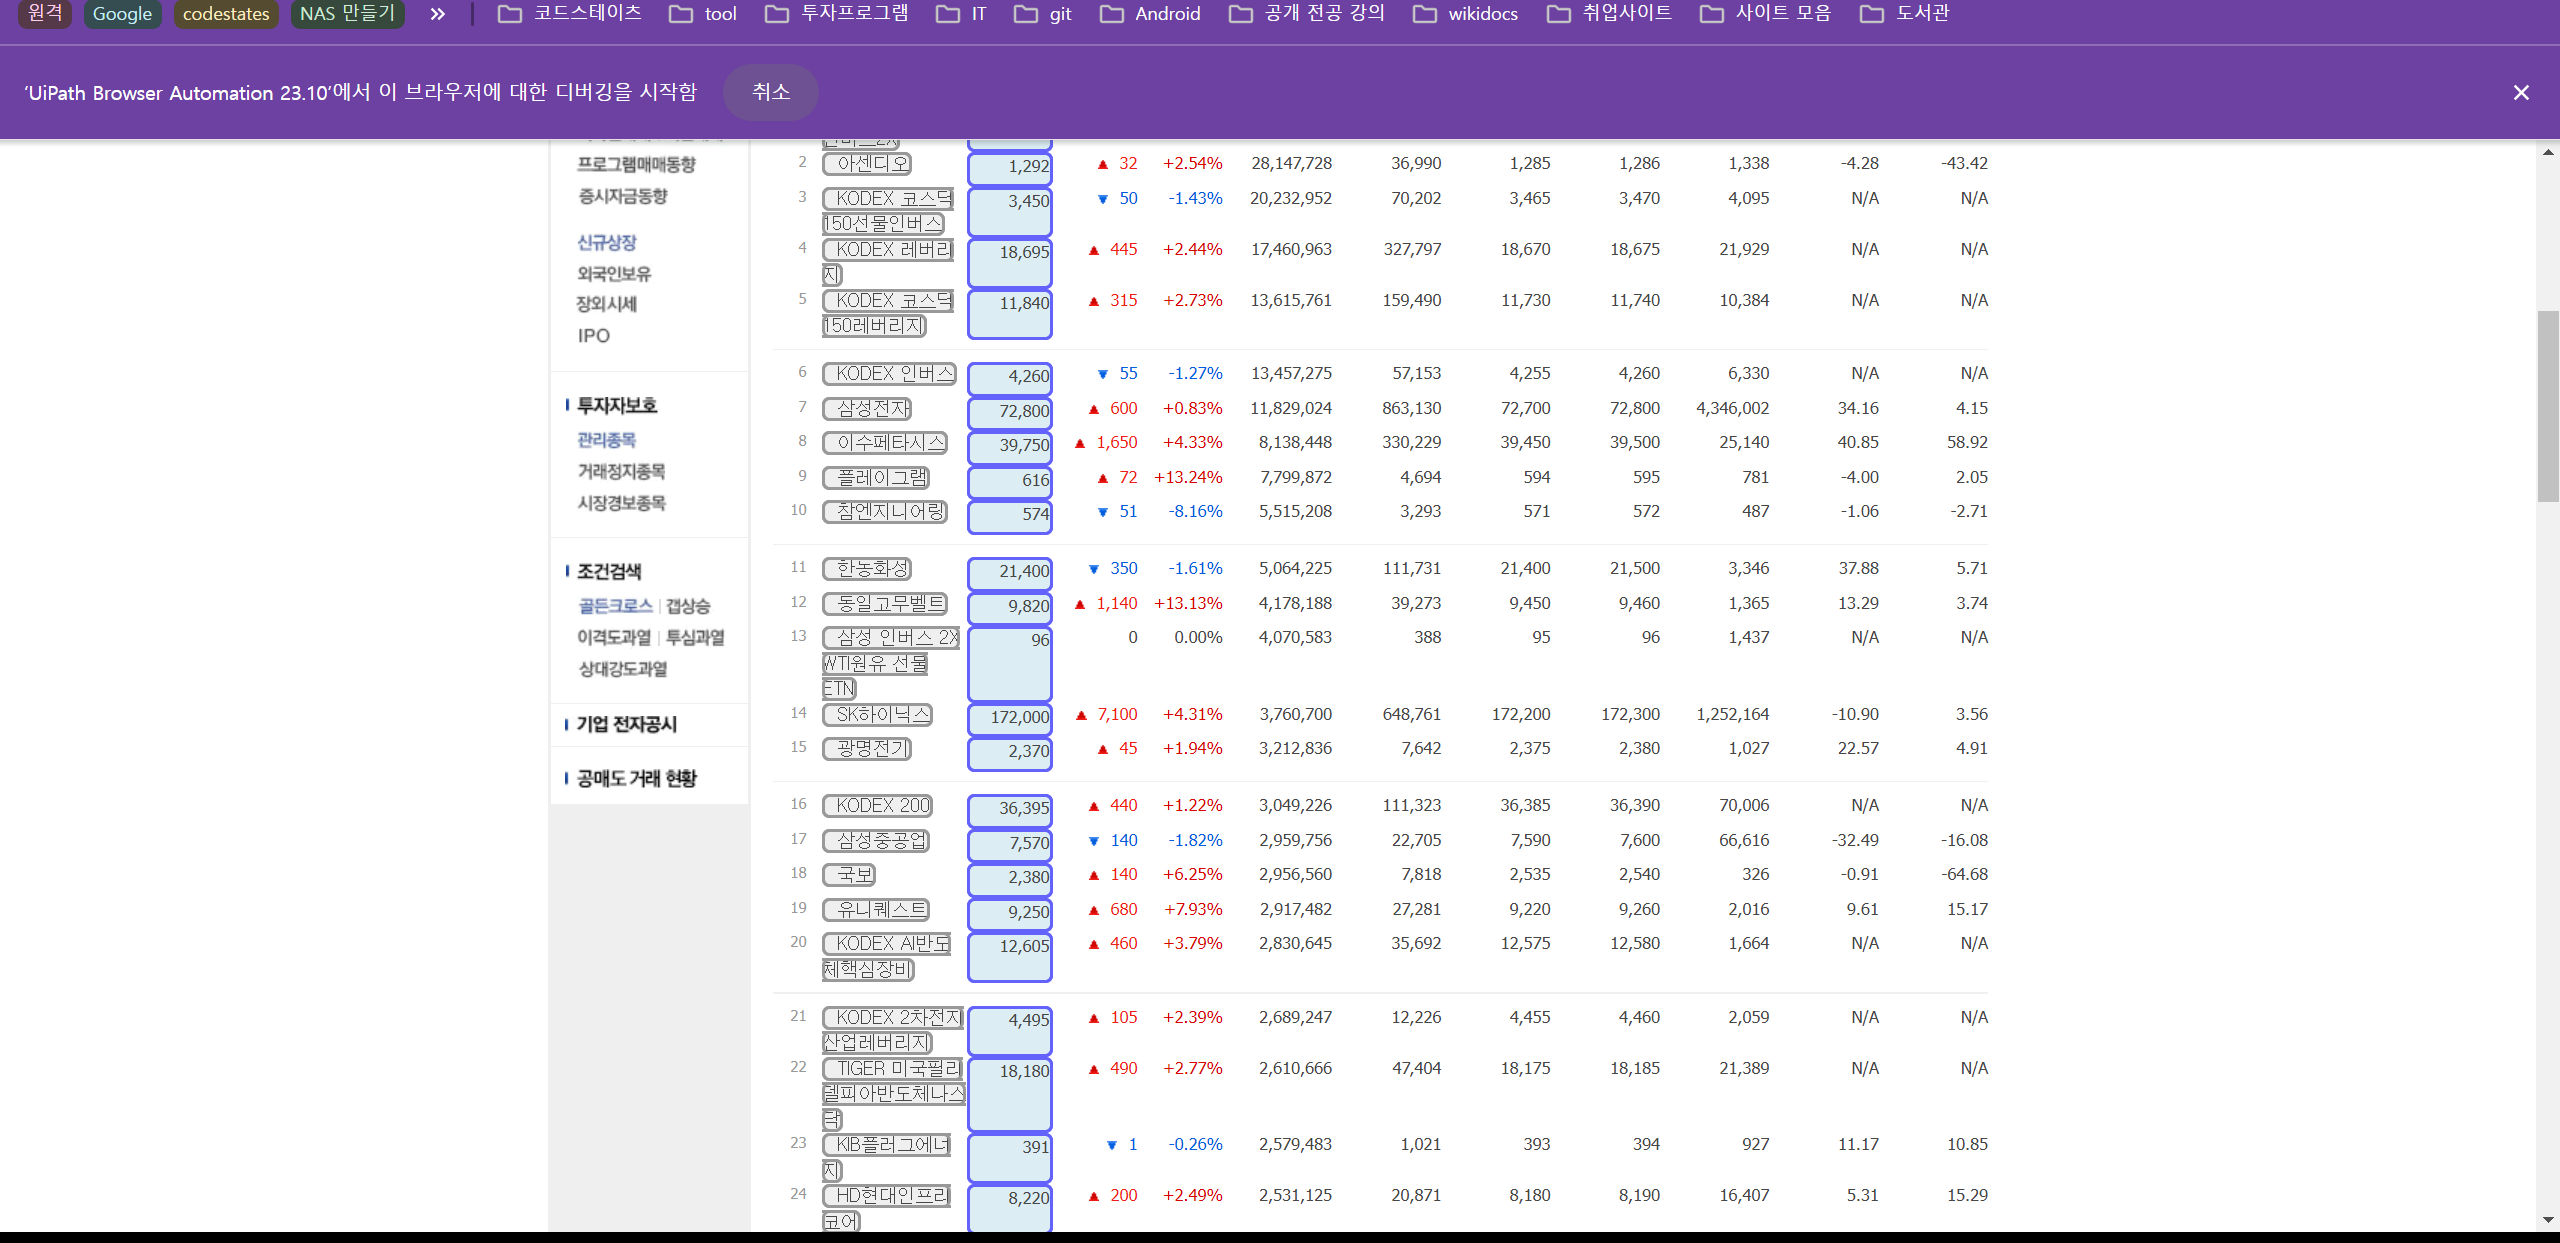 원격 Google codestates NAS 만들기 » 코드스테이츠 tool 투자프로그램 IT git Android 공개 전공 강의 wikidocs 취업사이트 사이트 모음 도서관
'UiPath Browser Automation 23.10'에서 이 브라우저에 대한 디버깅을 시작함 취소
프로그램매매동향
증시자금동향
신규상장
외국인보유
장외시세
IPO
투자자보호
관리종목
거래정지종목
시장경보종목
조건검색
골든크로스 | 갭상승
이격도과열 | 투심과열
상대강도과열
기업 전자공시
공매도 거래 현황
2 아센디오 1,292 ▲ 32 +2.54% 28,147,728 36,990 1,285 1,286 1,338 -4.28 -43.42
3 KODEX 코스닥 3,450 ▼ 50 -1.43% 20,232,952 70,202 3,465 3,470 4,095 N/A N/A
150선물인버스
4 KODEX 레버리 18,695 ▲ 445 +2.44% 17,460,963 327,797 18,670 18,675 21,929 N/A N/A
지
5 KODEX 코스닥 11,840 ▲ 315 +2.73% 13,615,761 159,490 11,730 11,740 10,384 N/A N/A
150레버리지
6 KODEX 인버스 4,260 ▼ 55 -1.27% 13,457,275 57,153 4,255 4,260 6,330 N/A N/A
7 삼성전자 72,800 ▲ 600 +0.83% 11,829,024 863,130 72,700 72,800 4,346,002 34.16 4.15
8 이수페타시스 39,750 ▲ 1,650 +4.33% 8,138,448 330,229 39,450 39,500 25,140 40.85 58.92
9 플레이그램 616 ▲ 72 +13.24% 7,799,872 4,694 594 595 781 -4.00 2.05
10 참엔지니어링 574 ▼ 51 -8.16% 5,515,208 3,293 571 572 487 -1.06 -2.71
11 한농화성 21,400 ▼ 350 -1.61% 5,064,225 111,731 21,400 21,500 3,346 37.88 5.71
12 동일고무벨트 9,820 ▲ 1,140 +13.13% 4,178,188 39,273 9,450 9,460 1,365 13.29 3.74
13 삼성 인버스 2X 96 0 0.00% 4,070,583 388 95 96 1,437 N/A N/A
WTI원유 선물
ETN
14 SK하이닉스 172,000 ▲ 7,100 +4.31% 3,760,700 648,761 172,200 172,300 1,252,164 -10.90 3.56
15 광명전기 2,370 ▲ 45 +1.94% 3,212,836 7,642 2,375 2,380 1,027 22.57 4.91
16 KODEX 200 36,395 ▲ 440 +1.22% 3,049,226 111,323 36,385 36,390 70,006 N/A N/A
17 삼성중공업 7,570 ▼ 140 -1.82% 2,959,756 22,705 7,590 7,600 66,616 -32.49 -16.08
18 국보 2,380 ▲ 140 +6.25% 2,956,560 7,818 2,535 2,540 326 -0.91 -64.68
19 유니퀘스트 9,250 ▲ 680 +7.93% 2,917,482 27,281 9,220 9,260 2,016 9.61 15.17
20 KODEX AI반도 12,605 ▲ 460 +3.79% 2,830,645 35,692 12,575 12,580 1,664 N/A N/A
체핵심장비
21 KODEX 2차전지 4,495 ▲ 105 +2.39% 2,689,247 12,226 4,455 4,460 2,059 N/A N/A
산업레버리지
22 TIGER 미국필라 18,180 ▲ 490 +2.77% 2,610,666 47,404 18,175 18,185 21,389 N/A N/A
델피아반도체나스
닥
23 KIB플러그에너 391 ▼ 1 -0.26% 2,579,483 1,021 393 394 927 11.17 10.85
지
24 HD현대인프라 8,220 ▲ 200 +2.49% 2,531,125 20,871 8,180 8,190 16,407 5.31 15.29
코어